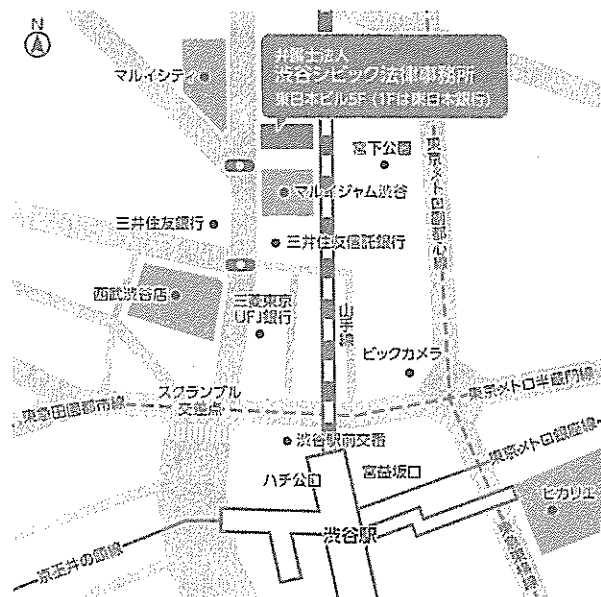 N
マルイシティ
弁護士法人
渋谷シビック法律事務所
東日本ビル5F（1Fは東日本銀行）
宮下公園
東京メトロ副都心線
マルイジャム渋谷
三井住友銀行
三井住友信託銀行
西武渋谷店
三菱東京
UFJ銀行
山手線
ビックカメラ
スクランブル
交差点
東急田園都市線
東京メトロ半蔵門線
渋谷駅前交番
ハチ公口
宮益坂口
東京メトロ銀座線
ヒカリエ
渋谷駅
京王井の頭線